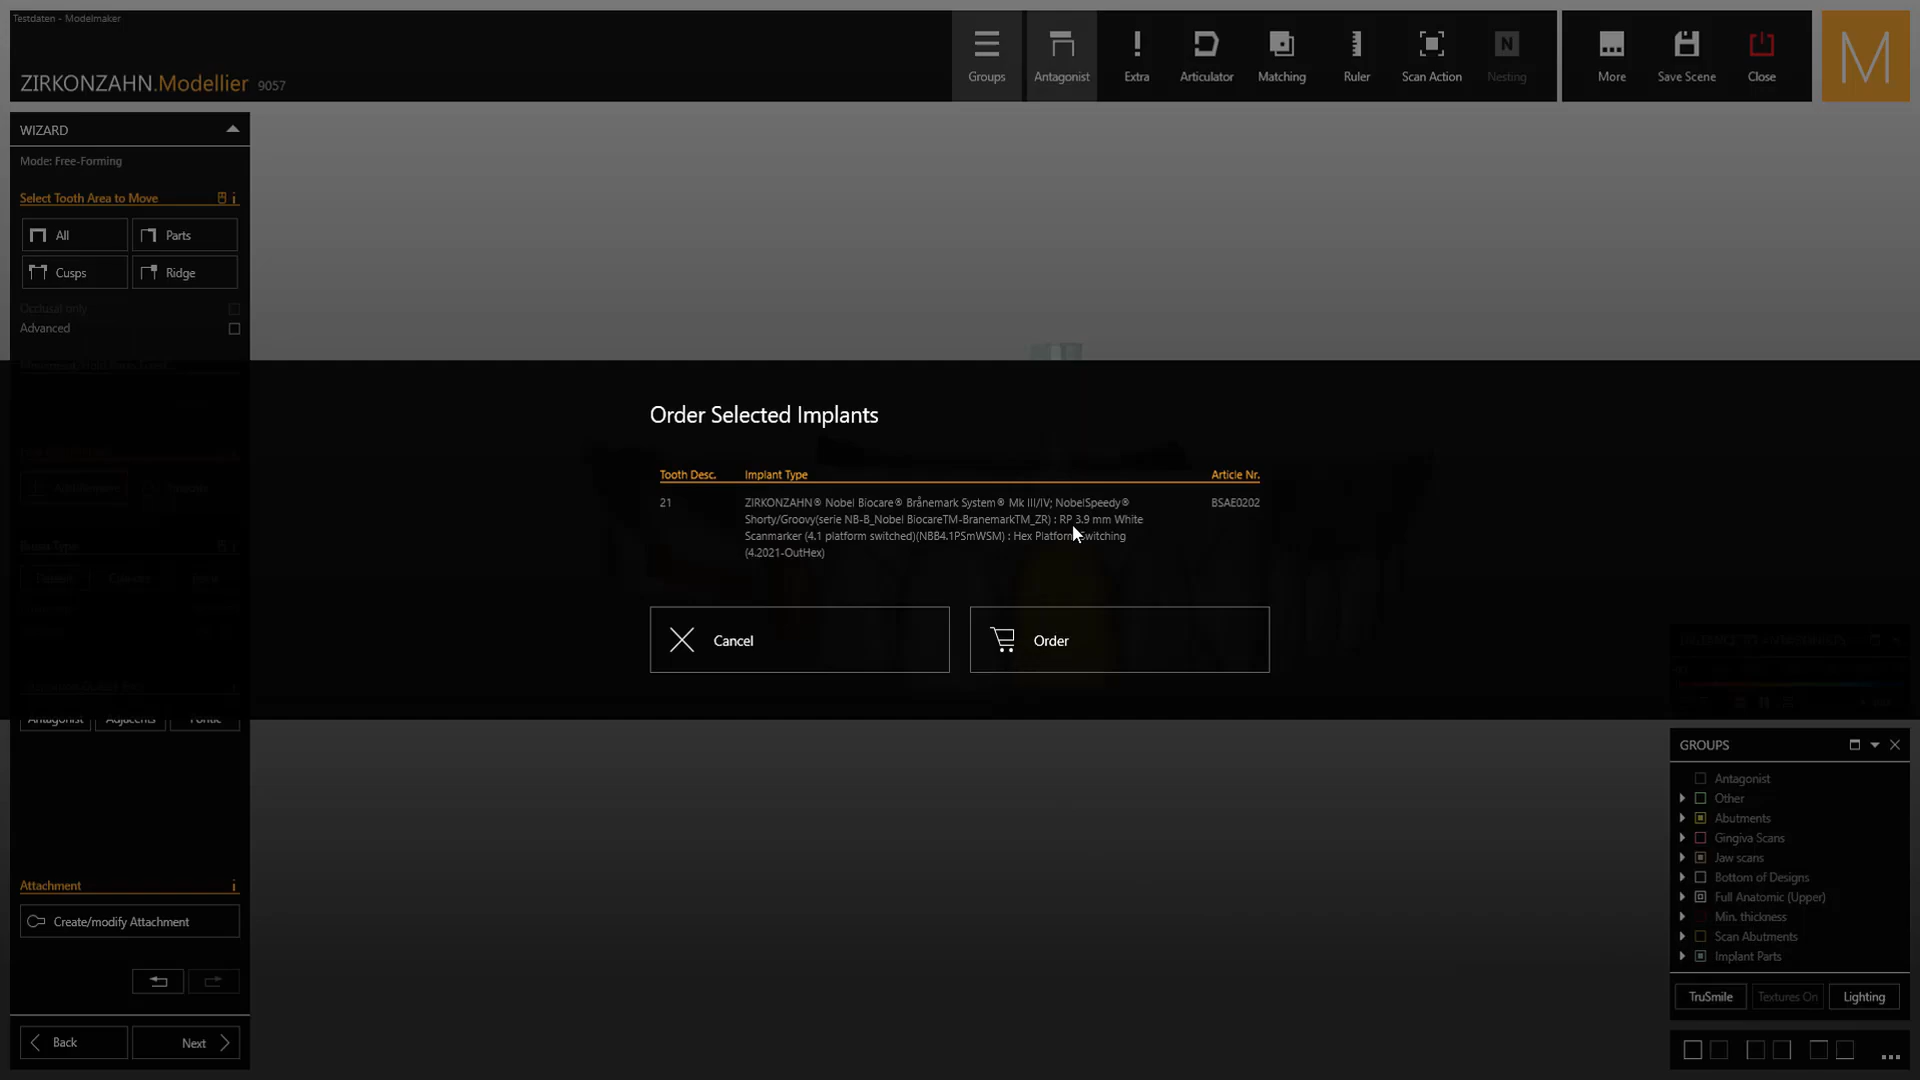 Testdaten - Modelmaker
ZIRKONZAHN.Modellier 9057
Groups
Antagonist
Extra
Articulator
Matching
Ruler
Scan Action
Nesting
More
Save Scene
Close
M
WIZARD
Mode: Free-Forming
Select Tooth Area to Move
All
Parts
Cusps
Ridge
Occlusal only
Advanced
Order Selected Implants
Tooth Desc.
Implant Type
Article Nr.
21
ZIRKONZAHN® Nobel Biocare® Brånemark System® Mk III/IV; NobelSpeedy®
Shorty/Groovy(serie NB-B_Nobel BiocareTM-BranemarkTM_ZR) : RP 3.9 mm White
Scanmarker (4.1 platform switched)(NBB4.1PSmWSM) : Hex Platform Switching
(4.2021-OutHex)
BSAE0202
Cancel
Order
Antagonist
Adjacents
Pontic
Attachment
Create/modify Attachment
Back
Next
GROUPS
Antagonist
Other
Abutments
Gingiva Scans
Jaw scans
Bottom of Designs
Full Anatomic (Upper)
Min. thickness
Scan Abutments
Implant Parts
TruSmile
Textures On
Lighting